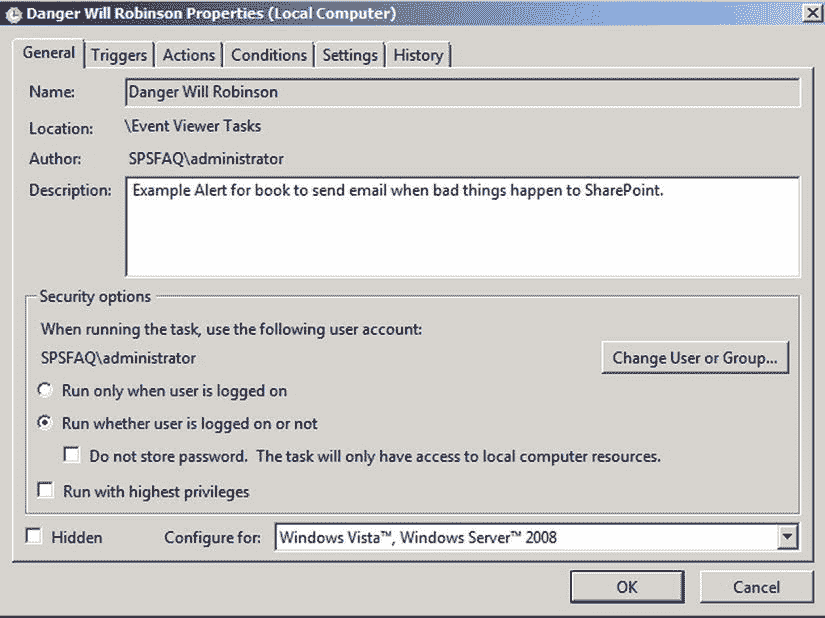 Danger Will Robinson Properties (Local Computer)
General Triggers Actions Conditions Settings History
Name: Danger Will Robinson
Location: \Event Viewer Tasks
Author: SPSFAQ\administrator
Description: Example Alert for book to send email when bad things happen to SharePoint.
Security options
When running the task, use the following user account:
SPSFAQ\administrator
Change User or Group...
Run only when user is logged on
Run whether user is logged on or not
Do not store password. The task will only have access to local computer resources.
Run with highest privileges
Hidden Configure for: Windows Vista™, Windows Server™ 2008
OK Cancel